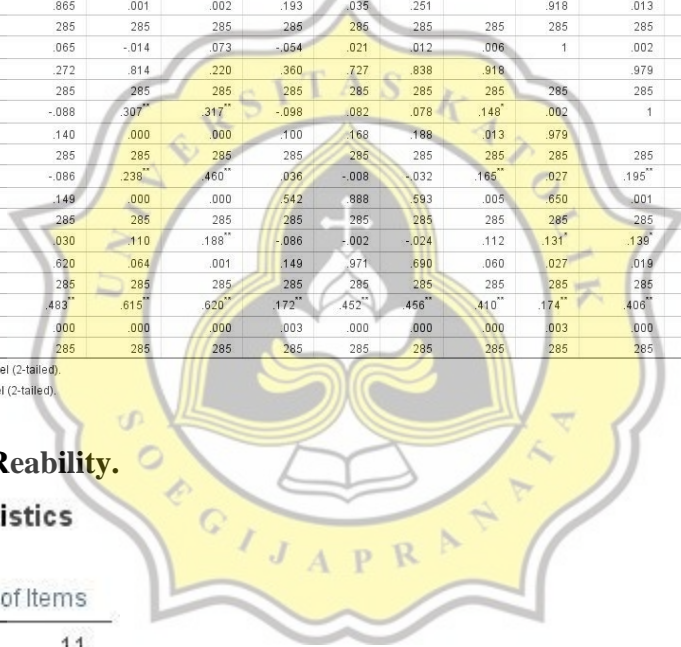 .865 .001 .002 .193 .035 .251 .918 .013
285 285 285 285 285 285 285 285 285
.065 -.014 .073 -.054 .021 .012 .006 1 .002
.272 .814 .220 .360 .727 .838 .918 .979
285 285 285 285 285 285 285 285 285
-.088 .307** .317** -.098 .082 .078 .148* .002 1
.140 .000 .000 .100 .168 .188 .013 .979
285 285 285 285 285 285 285 285 285
-.086 .238** .460** .036 -.008 -.032 .165** .027 .195**
.149 .000 .000 .542 .888 .593 .005 .650 .001
285 285 285 285 285 285 285 285 285
.030 .110 .188** -.086 -.002 -.024 .112 .131* .139*
.620 .064 .001 .149 .971 .690 .060 .027 .019
285 285 285 285 285 285 285 285 285
.483** .615** .620** .172** .452** .456** .410** .174** .406**
.000 .000 .000 .003 .000 .000 .000 .003 .000
285 285 285 285 285 285 285 285 285
el (2-tailed).
el (2-tailed).
Reability.
istics
of Items
11
UNIVERSITAS KATOLIK
SOEGIJAPRANATA